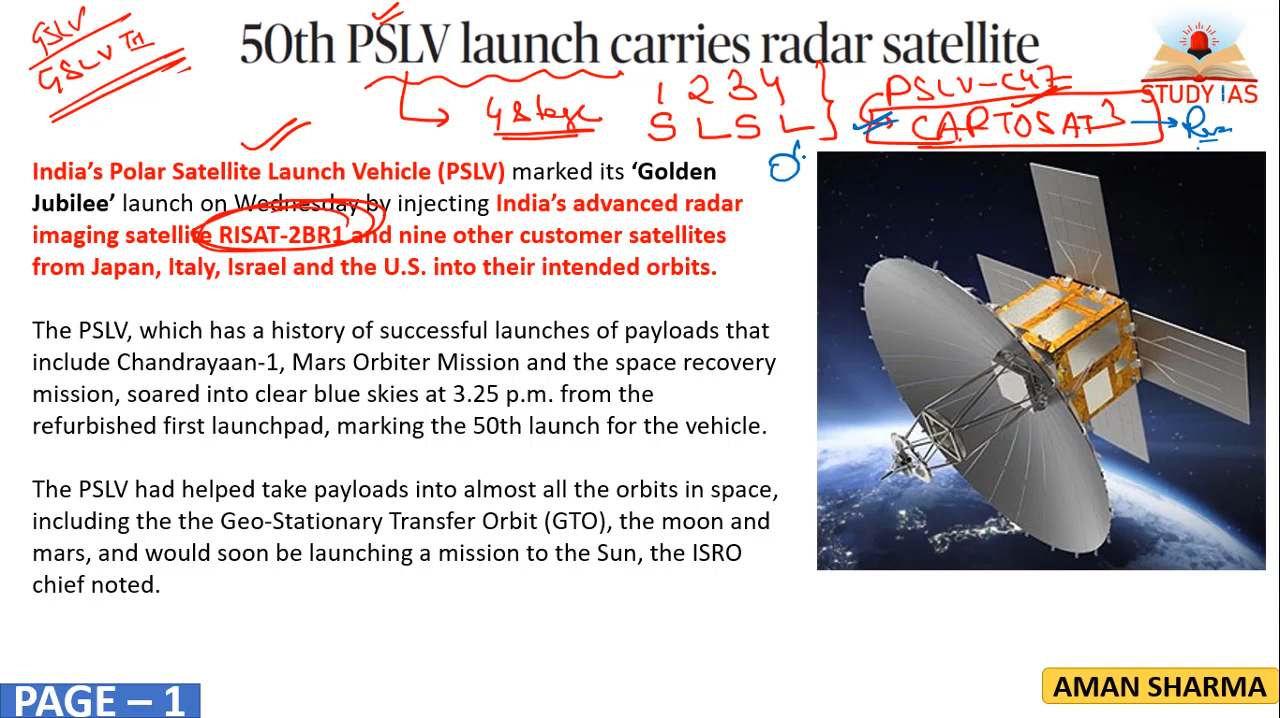 GSLV
GSLV
50th PSLV launch carries radar satellite
STUDY IAS
4 Stage
1 2 3 4
S L S L
PSLV-C47
CARTOSAT 3
India's Polar Satellite Launch Vehicle (PSLV) marked its 'Golden
Jubilee' launch on Wednesday by injecting India's advanced radar
imaging satellite RISAT-2BR1 and nine other customer satellites
from Japan, Italy, Israel and the U.S. into their intended orbits.
The PSLV, which has a history of successful launches of payloads that
include Chandrayaan-1, Mars Orbiter Mission and the space recovery
mission, soared into clear blue skies at 3.25 p.m. from the
refurbished first launchpad, marking the 50th launch for the vehicle.
The PSLV had helped take payloads into almost all the orbits in space,
including the the Geo-Stationary Transfer Orbit (GTO), the moon and
mars, and would soon be launching a mission to the Sun, the ISRO
chief noted.
PAGE – 1
AMAN SHARMA